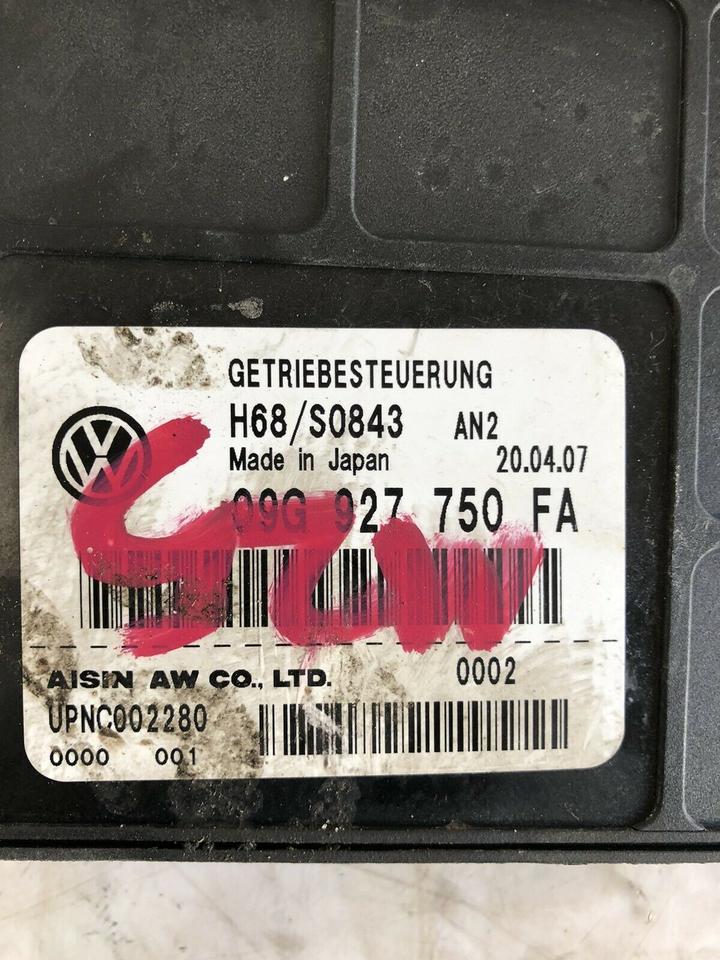 GETRIEBESTEUERUNG
H68/S0843 AN2
Made in Japan 20.04.07
09G 927 750 FA
AISIN AW CO., LTD. 0002
UPNC002280
0000 001